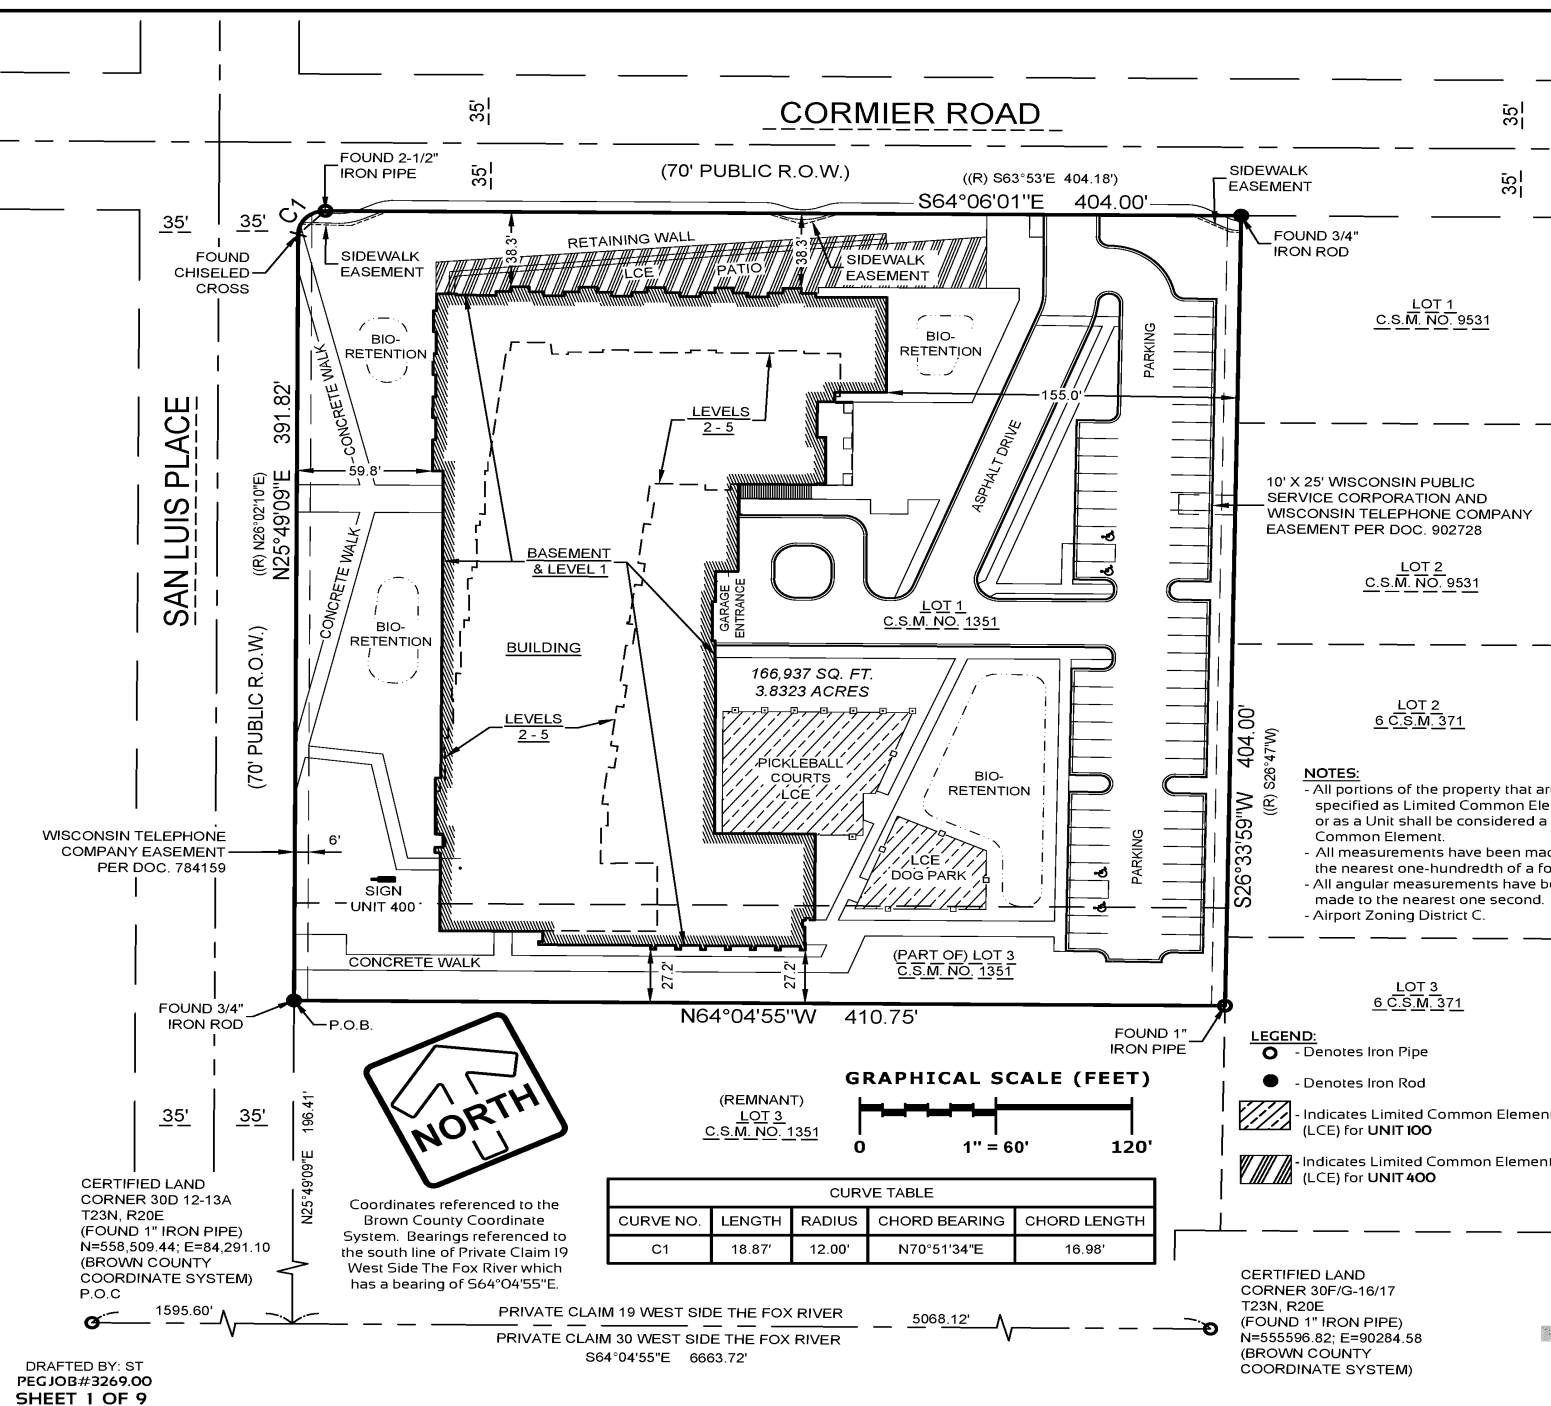 CORMIER ROAD
(70' PUBLIC R.O.W.)
35'
35'
35'
35'
FOUND 2-1/2"
IRON PIPE
((R) S63°53'E 404.18')
S64°06'01"E 404.00'
SIDEWALK
EASEMENT
35'
35'
C1
FOUND
CHISELED
CROSS
SIDEWALK
EASEMENT
38.3'
RETAINING WALL
LCE
PATIO
38.3'
SIDEWALK
EASEMENT
FOUND 3/4"
IRON ROD
LOT 1
C.S.M. NO. 9531
BIO-
RETENTION
BIO-
RETENTION
PARKING
CONCRETE WALK
SAN LUIS PLACE
(70' PUBLIC R.O.W.)
((R) N26°02'10"E)
N25°49'09"E 391.82'
LEVELS
2 - 5
155.0'
ASPHALT DRIVE
59.8'
10' X 25' WISCONSIN PUBLIC
SERVICE CORPORATION AND
WISCONSIN TELEPHONE COMPANY
EASEMENT PER DOC. 902728
CONCRETE WALK
BASEMENT
& LEVEL 1
GARAGE
ENTRANCE
LOT 1
C.S.M. NO. 1351
LOT 2
C.S.M. NO. 9531
BIO-
RETENTION
BUILDING
166,937 SQ. FT.
3.8323 ACRES
LEVELS
2 - 5
PICKLEBALL
COURTS
LCE
BIO-
RETENTION
LOT 2
6 C.S.M. 371
S26°33'59"W 404.00'
((R) S26°47'W)
NOTES:
- All portions of the property that ar
specified as Limited Common Ele
or as a Unit shall be considered a
Common Element.
- All measurements have been mad
the nearest one-hundredth of a fo
- All angular measurements have be
made to the nearest one second.
- Airport Zoning District C.
WISCONSIN TELEPHONE
COMPANY EASEMENT
PER DOC. 784159
6'
SIGN
UNIT 400
LCE
DOG PARK
PARKING
CONCRETE WALK
27.2'
27.2'
(PART OF) LOT 3
C.S.M. NO. 1351
LOT 3
6 C.S.M. 371
FOUND 3/4"
IRON ROD
P.O.B.
N64°04'55"W 410.75'
FOUND 1"
IRON PIPE
LEGEND:
- Denotes Iron Pipe
- Denotes Iron Rod
- Indicates Limited Common Elemen
(LCE) for UNIT 100
- Indicates Limited Common Elemen
(LCE) for UNIT 400
NORTH
35'
35'
N25°49'09"E 196.41'
(REMNANT)
LOT 3
C.S.M. NO. 1351
GRAPHICAL SCALE (FEET)
0 1" = 60' 120'
CURVE TABLE
CURVE NO. LENGTH RADIUS CHORD BEARING CHORD LENGTH
C1 18.87' 12.00' N70°51'34"E 16.98'
CERTIFIED LAND
CORNER 30D 12-13A
T23N, R20E
(FOUND 1" IRON PIPE)
N=558,509.44; E=84,291.10
(BROWN COUNTY
COORDINATE SYSTEM)
P.O.C
Coordinates referenced to the
Brown County Coordinate
System. Bearings referenced to
the south line of Private Claim 19
West Side The Fox River which
has a bearing of S64°04'55"E.
1595.60'
PRIVATE CLAIM 19 WEST SIDE THE FOX RIVER
PRIVATE CLAIM 30 WEST SIDE THE FOX RIVER
S64°04'55"E 6663.72'
5068.12'
CERTIFIED LAND
CORNER 30F/G-16/17
T23N, R20E
(FOUND 1" IRON PIPE)
N=555596.82; E=90284.58
(BROWN COUNTY
COORDINATE SYSTEM)
DRAFTED BY: ST
PEG JOB#3269.00
SHEET 1 OF 9